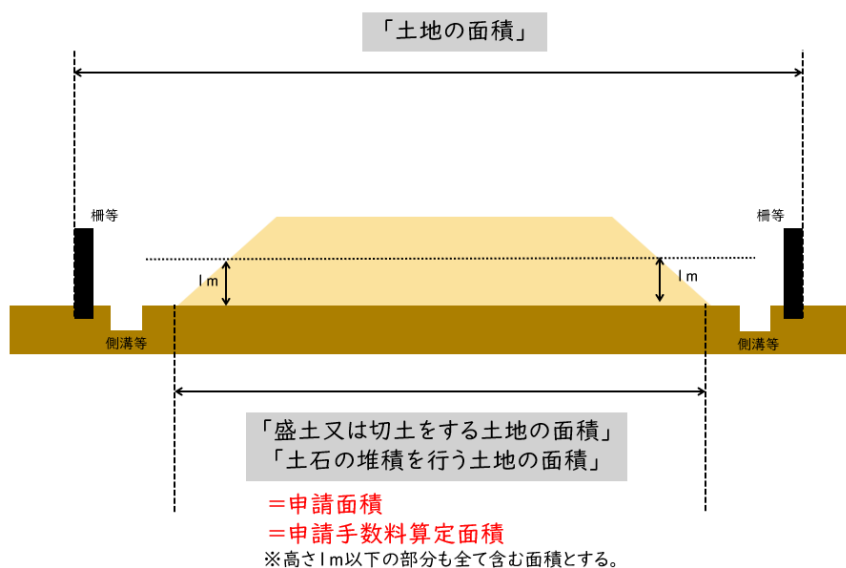 「土地の面積」
柵等
柵等
1m
1m
側溝等
側溝等
「盛土又は切土をする土地の面積」
「土石の堆積を行う土地の面積」
＝申請面積
＝申請手数料算定面積
※高さ1m以下の部分も全て含む面積とする。